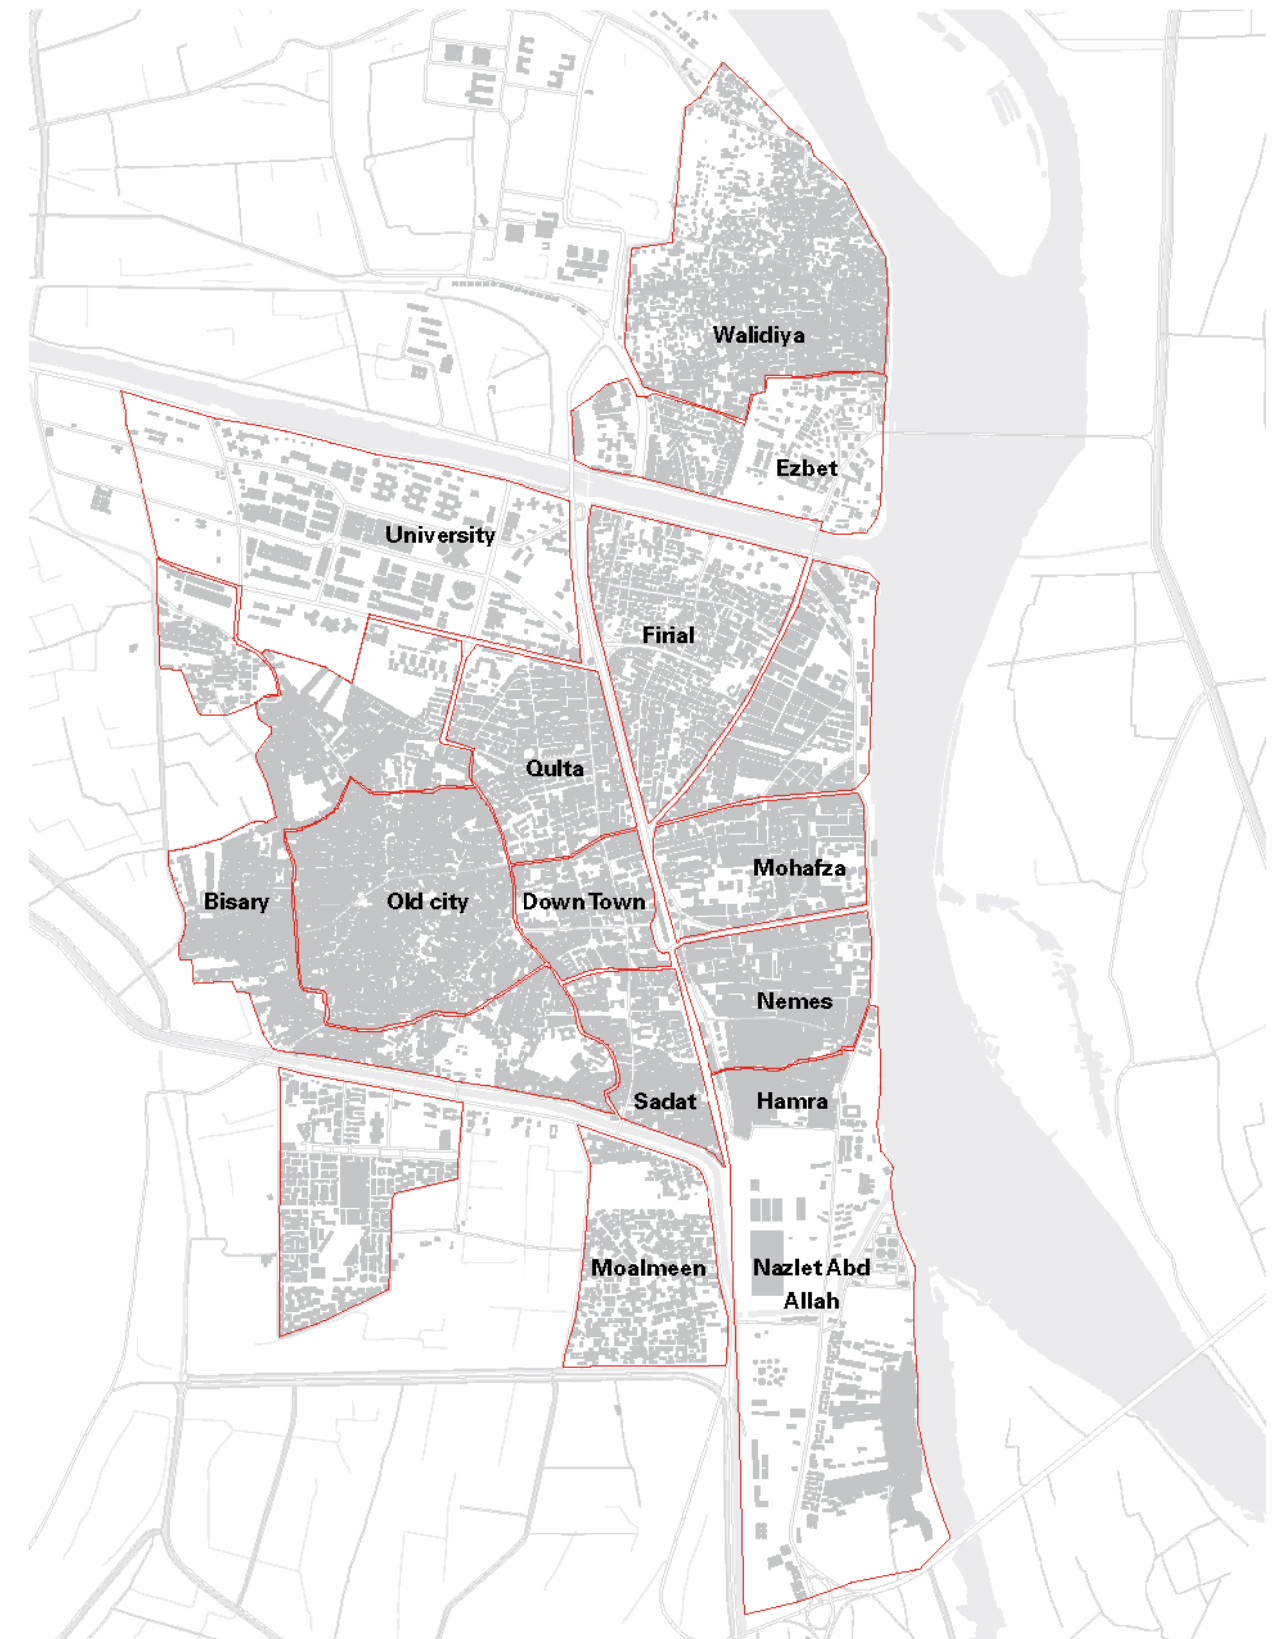 Walidiya
Ezbet
University
Firial
Qulta
Mohafza
Bisary
Old city
Down Town
Nemes
Sadat
Hamra
Moalmeen
Nazlet Abd
Allah